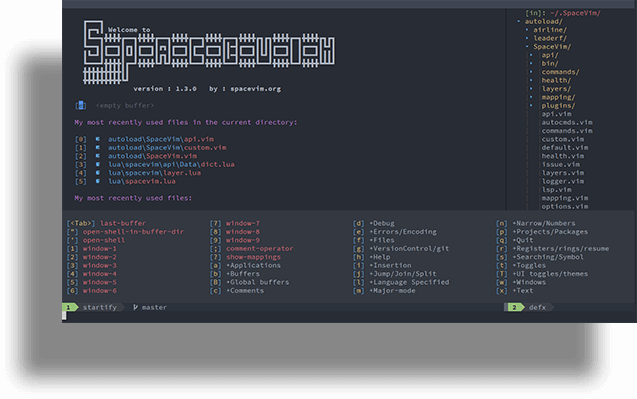 Welcome to
SpaceVim
version : 1.3.0   by : spacevim.org
[e]  <empty buffer>
My most recently used files in the current directory:
[0]  autoload\SpaceVim\api.vim
[1]  autoload\SpaceVim\custom.vim
[2]  autoload\SpaceVim.vim
[3]  lua\spacevim\api\Data\dict.lua
[4]  lua\spacevim\layer.lua
[5]  lua\spacevim.lua
My most recently used files:
[in]: ~/.SpaceVim/
autoload/
airline/
leaderf/
SpaceVim/
api/
bin/
commands/
health/
layers/
mapping/
plugins/
api.vim
autocmds.vim
commands.vim
custom.vim
default.vim
health.vim
issue.vim
layers.vim
logger.vim
lsp.vim
mapping.vim
options.vim
[<Tab>] last-buffer  [7] window-7  [d] +Debug  [n] +Narrow/Numbers
["] open-shell-in-buffer-dir  [8] window-8  [e] +Errors/Encoding  [p] +Projects/Packages
['] open-shell  [9] window-9  [f] +Files  [q] +Quit
[1] window-1  [;] comment-operator  [g] +VersionControl/git  [r] +Registers/rings/resume
[2] window-2  [?] show-mappings  [h] +Help  [s] +Searching/Symbol
[3] window-3  [a] +Applications  [i] +Insertion  [t] +Toggles
[4] window-4  [b] +Buffers  [j] +Jump/Join/Split  [T] +UI toggles/themes
[5] window-5  [B] +Global buffers  [l] +Language Specified  [w] +Windows
[6] window-6  [c] +Comments  [m] +Major-mode  [x] +Text
1  startify  master  2  defx